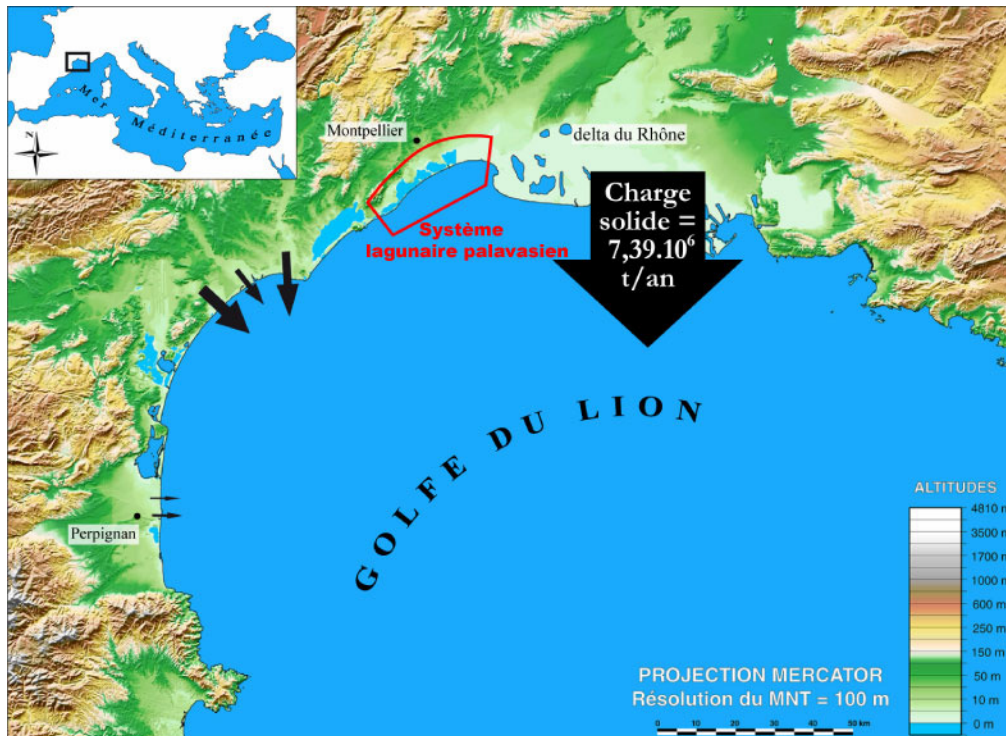 Mer
Méditerranée
N
Montpellier
delta du Rhône
Charge
solide =
7,39.10⁶
t/an
Système
lagunaire palavasien
GOLFE DU LION
Perpignan
ALTITUDES
4810 m
3500 m
1700 m
1000 m
600 m
250 m
150 m
50 m
10 m
0 m
PROJECTION MERCATOR
Résolution du MNT = 100 m
0 10 20 30 40 50 km